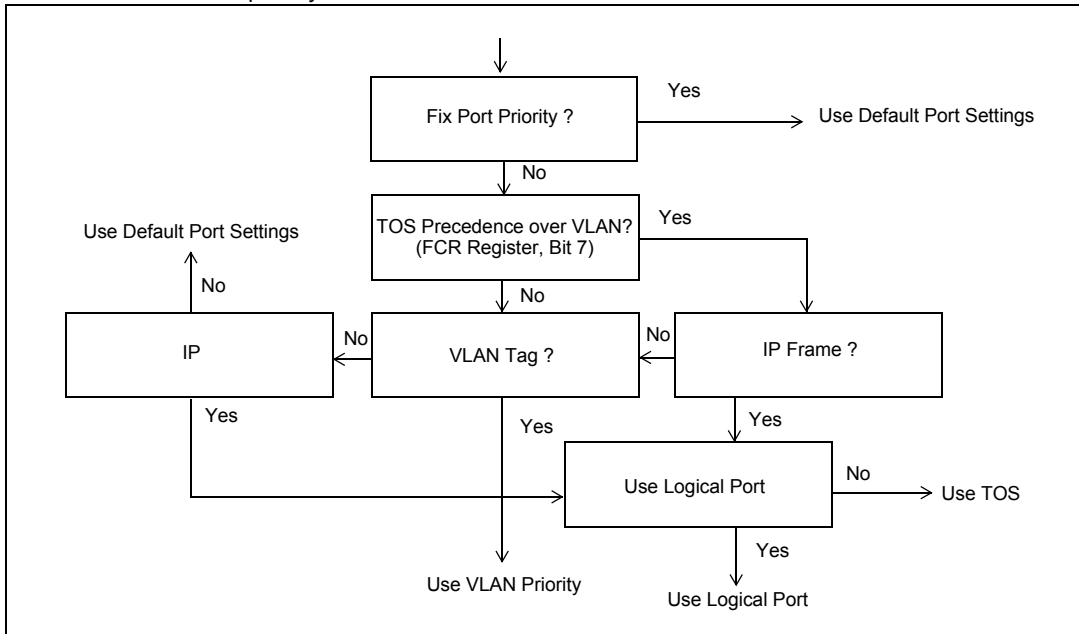 Fix Port Priority ?
Yes
Use Default Port Settings
No
TOS Precedence over VLAN?
(FCR Register, Bit 7)
Yes
Use Default Port Settings
No
No
IP
No
VLAN Tag ?
No
IP Frame ?
Yes
Yes
Yes
Use Logical Port
No
Use TOS
Yes
Use VLAN Priority
Use Logical Port